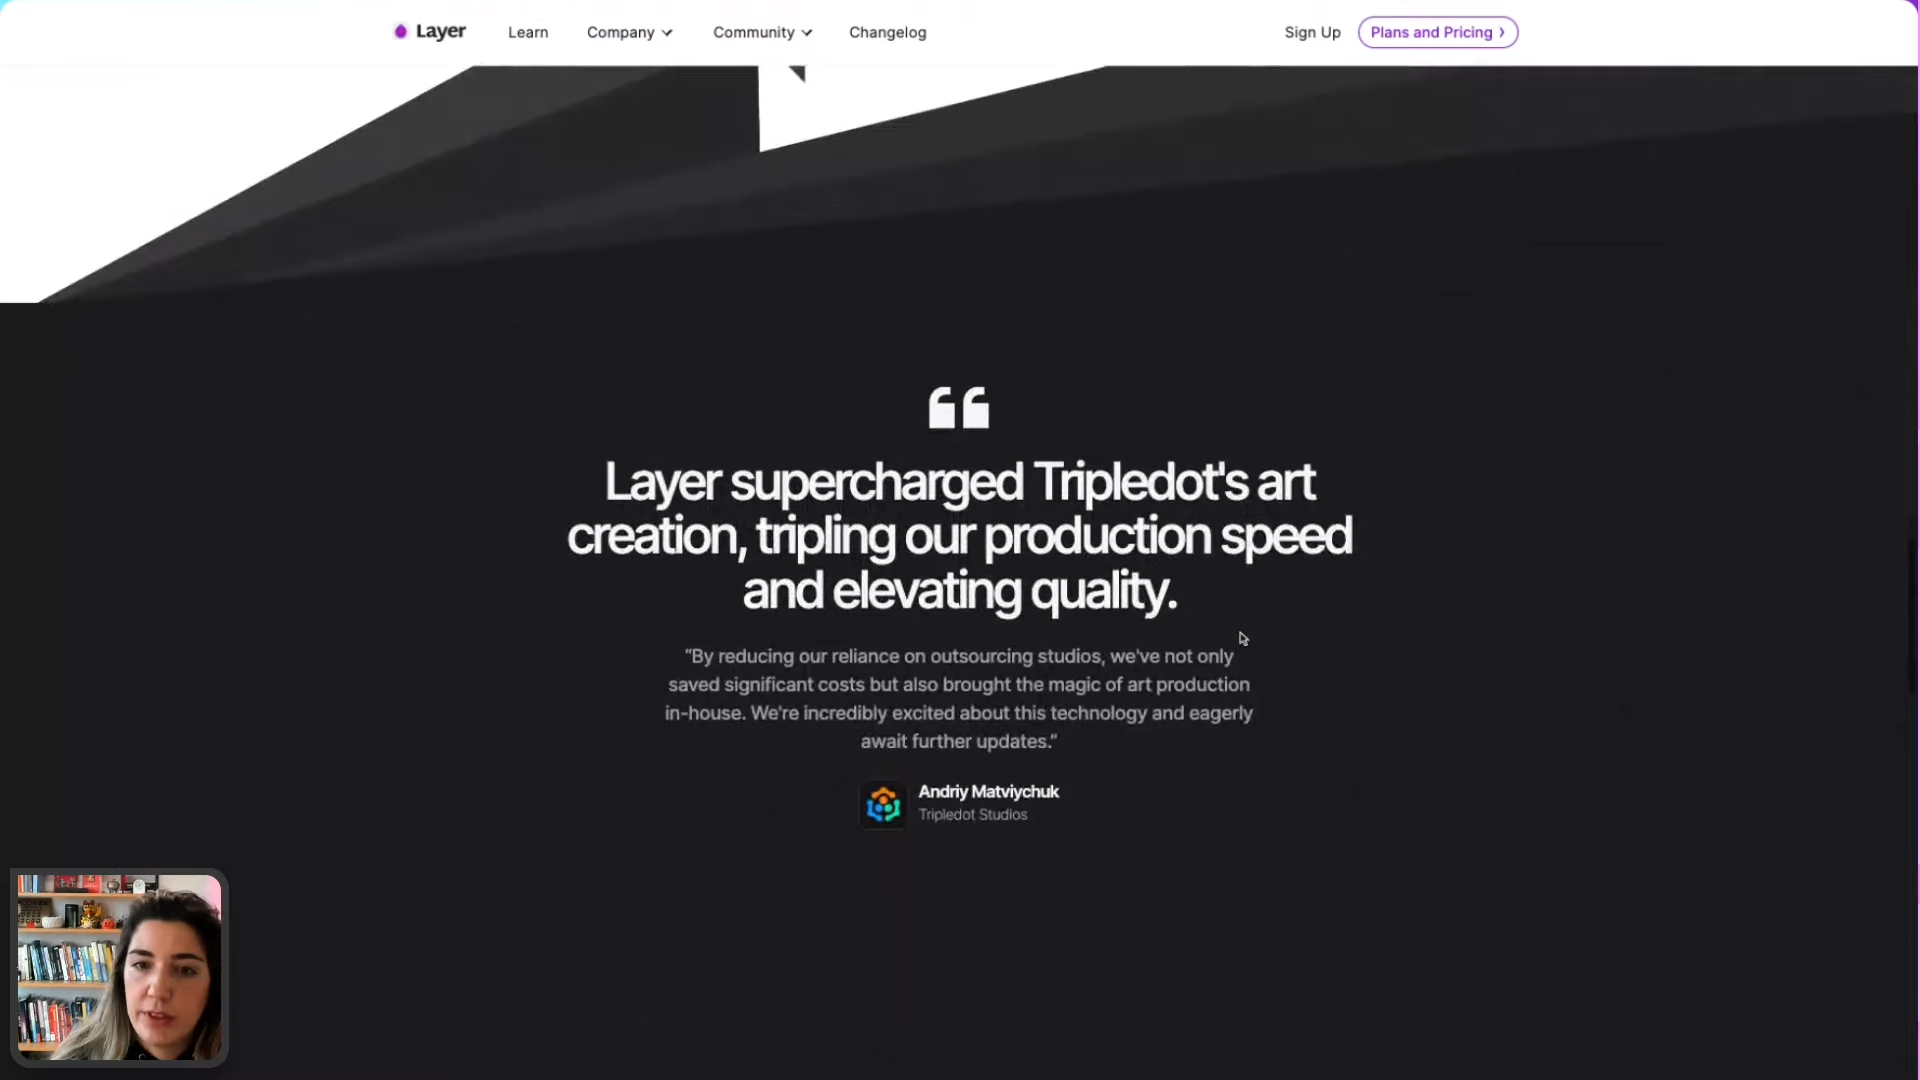 Layer
Learn
Company
Community
Changelog
Sign Up
Plans and Pricing
Layer supercharged Tripledot's art
creation, tripling our production speed
and elevating quality.
“By reducing our reliance on outsourcing studios, we've not only
saved significant costs but also brought the magic of art production
in-house. We're incredibly excited about this technology and eagerly
await further updates.”
Andriy Matviychuk
Tripledot Studios